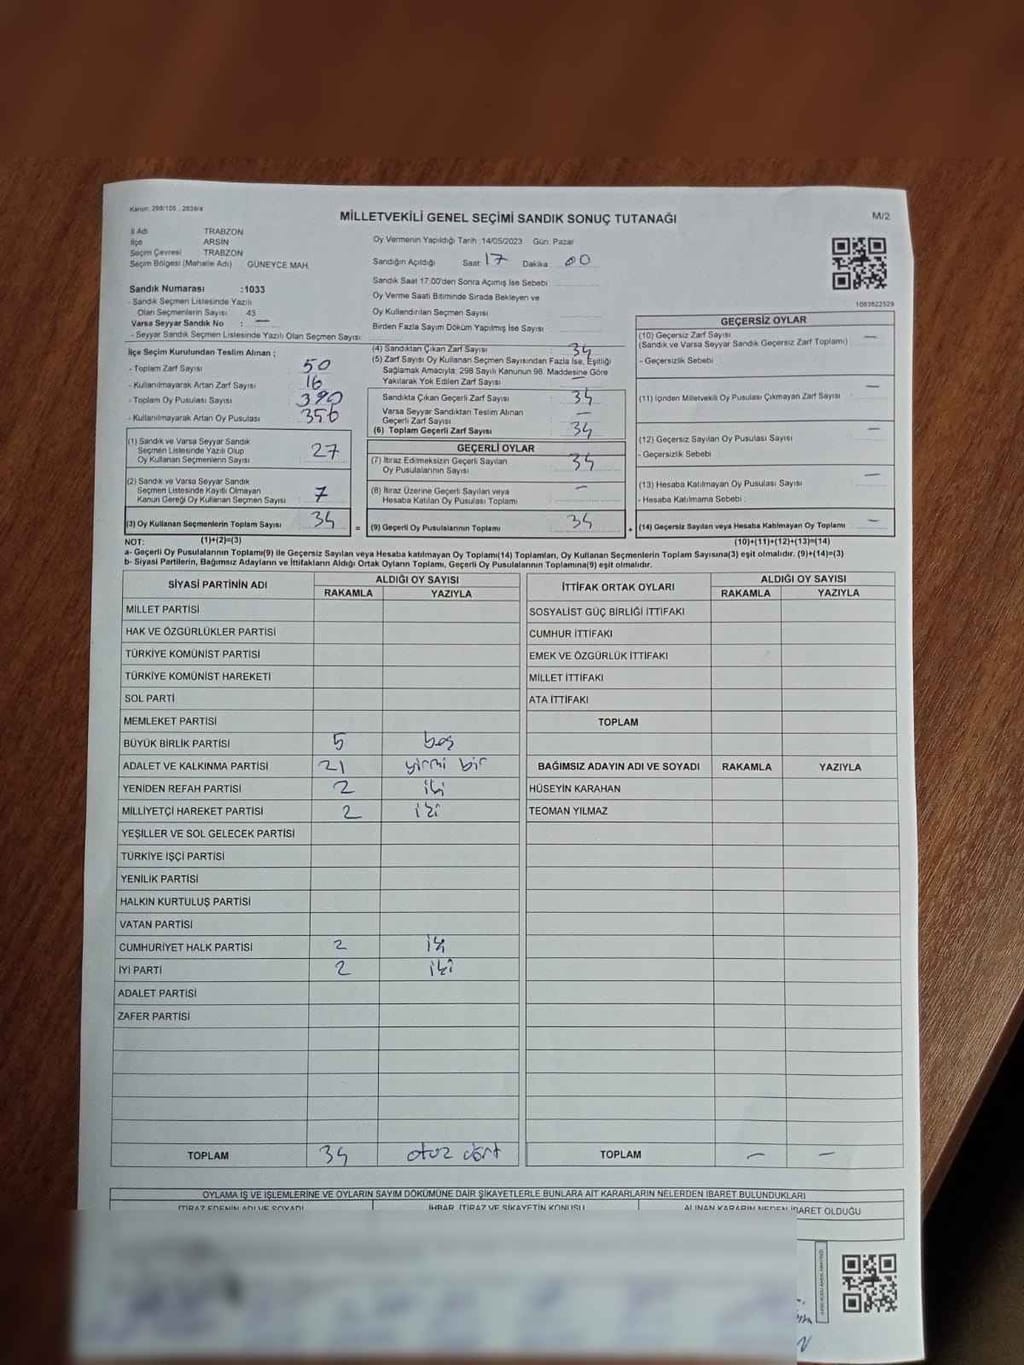 Kanun: 298/105 2839/4
MİLLETVEKİLİ GENEL SEÇİMİ SANDIK SONUÇ TUTANAĞI
M/2
İl Adı TRABZON
İlçe ARSİN
Seçim Çevresi TRABZON
Seçim Bölgesi (Mahalle Adı) GÜNEYCE MAH.
Oy Vermenin Yapıldığı Tarih :14/05/2023 Gün: Pazar
Sandığın Açıldığı Saat 17 Dakika 00
Sandık Saat 17:00'den Sonra Açımış İse Sebebi
Oy Verme Saati Bitiminde Sırada Bekleyen ve
Oy Kullandırılan Seçmen Sayısı
Birden Fazla Sayım Döküm Yapılmış İse Sayısı
1083622529
Sandık Numarası :1033
- Sandık Seçmen Listesinde Yazılı
Olan Seçmenlerin Sayısı 43
Varsa Seyyar Sandık No : —
- Seyyar Sandık Seçmen Listesinde Yazılı Olan Seçmen Sayısı
İlçe Seçim Kurulundan Teslim Alınan ;
- Toplam Zarf Sayısı 50
- Kullanılmayarak Artan Zarf Sayısı 16
- Toplam Oy Pusulası Sayısı 390
- Kullanılmayarak Artan Oy Pusulası 356
(1) Sandık ve Varsa Seyyar Sandık
Seçmen Listesinde Yazılı Olup
Oy Kullanan Seçmenlerin Sayısı 27
(2) Sandık ve Varsa Seyyar Sandık
Seçmen Listesinde Kayıtlı Olmayan
Kanun Gereği Oy Kullanan Seçmen Sayısı 7
(3) Oy Kullanan Seçmenlerin Toplam Sayısı 34
(4) Sandıktan Çıkan Zarf Sayısı 34
(5) Zarf Sayısı Oy Kullanan Seçmen Sayısından Fazla İse, Eşitliği
Sağlamak Amacıyla; 298 Sayılı Kanunun 98. Maddesine Göre
Yakılarak Yok Edilen Zarf Sayısı —
Sandıkta Çıkan Geçerli Zarf Sayısı 34
Varsa Seyyar Sandıktan Teslim Alınan
Geçerli Zarf Sayısı —
(6) Toplam Geçerli Zarf Sayısı 34
GEÇERLİ OYLAR
(7) İtiraz Edilmeksizin Geçerli Sayılan
Oy Pusulalarının Sayısı 34
(8) İtiraz Üzerine Geçerli Sayılan veya
Hesaba Katılan Oy Pusulası Toplamı —
= (9) Geçerli Oy Pusulalarının Toplamı 34
GEÇERSİZ OYLAR
(10) Geçersiz Zarf Sayısı —
(Sandık ve Varsa Seyyar Sandık Geçersiz Zarf Toplamı)
- Geçersizlik Sebebi
(11) İçinden Milletvekili Oy Pusulası Çıkmayan Zarf Sayısı —
(12) Geçersiz Sayılan Oy Pusulası Sayısı —
- Geçersizlik Sebebi
(13) Hesaba Katılmayan Oy Pusulası Sayısı —
- Hesaba Katılmama Sebebi
+ (14) Geçersiz Sayılan veya Hesaba Katılmayan Oy Toplamı —
NOT: (1)+(2)=(3) (10)+(11)+(12)+(13)=(14)
a- Geçerli Oy Pusulalarının Toplamı(9) ile Geçersiz Sayılan veya Hesaba katılmayan Oy Toplamı(14) Toplamları, Oy Kullanan Seçmenlerin Toplam Sayısına(3) eşit olmalıdır. (9)+(14)=(3)
b- Siyasi Partilerin, Bağımsız Adayların ve İttifakların Aldığı Ortak Oyların Toplamı, Geçerli Oy Pusulalarının Toplamına(9) eşit olmalıdır.
SİYASİ PARTİNİN ADI ALDIĞI OY SAYISI
RAKAMLA YAZIYLA
MİLLET PARTİSİ
HAK VE ÖZGÜRLÜKLER PARTİSİ
TÜRKİYE KOMÜNİST PARTİSİ
TÜRKİYE KOMÜNİST HAREKETİ
SOL PARTİ
MEMLEKET PARTİSİ
BÜYÜK BİRLİK PARTİSİ 5 beş
ADALET VE KALKINMA PARTİSİ 21 yirmi bir
YENİDEN REFAH PARTİSİ 2 iki
MİLLİYETÇİ HAREKET PARTİSİ 2 iki
YEŞİLLER VE SOL GELECEK PARTİSİ
TÜRKİYE İŞÇİ PARTİSİ
YENİLİK PARTİSİ
HALKIN KURTULUŞ PARTİSİ
VATAN PARTİSİ
CUMHURİYET HALK PARTİSİ 2 iki
İYİ PARTİ 2 iki
ADALET PARTİSİ
ZAFER PARTİSİ
TOPLAM 34 otuz dört
İTTİFAK ORTAK OYLARI ALDIĞI OY SAYISI
RAKAMLA YAZIYLA
SOSYALİST GÜÇ BİRLİĞİ İTTİFAKI
CUMHUR İTTİFAKI
EMEK VE ÖZGÜRLÜK İTTİFAKI
MİLLET İTTİFAKI
ATA İTTİFAKI
TOPLAM
BAĞIMSIZ ADAYIN ADI VE SOYADI RAKAMLA YAZIYLA
HÜSEYİN KARAHAN
TEOMAN YILMAZ
TOPLAM — —
OYLAMA İŞ VE İŞLEMLERİNE VE OYLARIN SAYIM DÖKÜMÜNE DAİR ŞİKAYETLERLE BUNLARA AİT KARARLARIN NELERDEN İBARET BULUNDUKLARI
İTİRAZ EDENİN ADI VE SOYADI İHBAR, İTİRAZ VE ŞİKAYETİN KONUSU ALINAN KARARIN NEDEN İBARET OLDUĞU